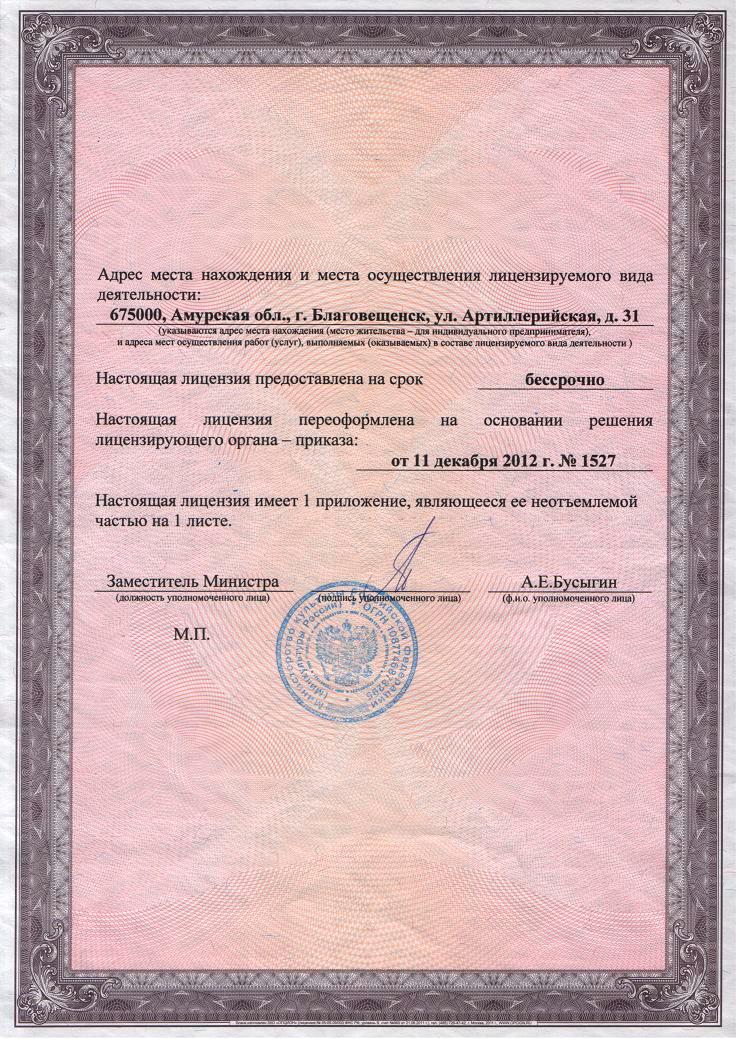 Адрес места нахождения и места осуществления лицензируемого вида
деятельности:
675000, Амурская обл., г. Благовещенск, ул. Артиллерийская, д. 31
(указываются адрес места нахождения (место жительства – для индивидуального предпринимателя),
и адреса мест осуществления работ (услуг), выполняемых (оказываемых) в составе лицензируемого вида деятельности )
Настоящая лицензия предоставлена на срок бессрочно
Настоящая лицензия переоформлена на основании решения
лицензирующего органа – приказа:
от 11 декабря 2012 г. № 1527
Настоящая лицензия имеет 1 приложение, являющееся ее неотъемлемой
частью на 1 листе.
Заместитель Министра А.Е.Бусыгин
(должность уполномоченного лица) (подпись уполномоченного лица) (ф.и.о. уполномоченного лица)
М.П.
Министерство культуры Российской Федерации
(Минкультуры России) ОГРН 1087746878295